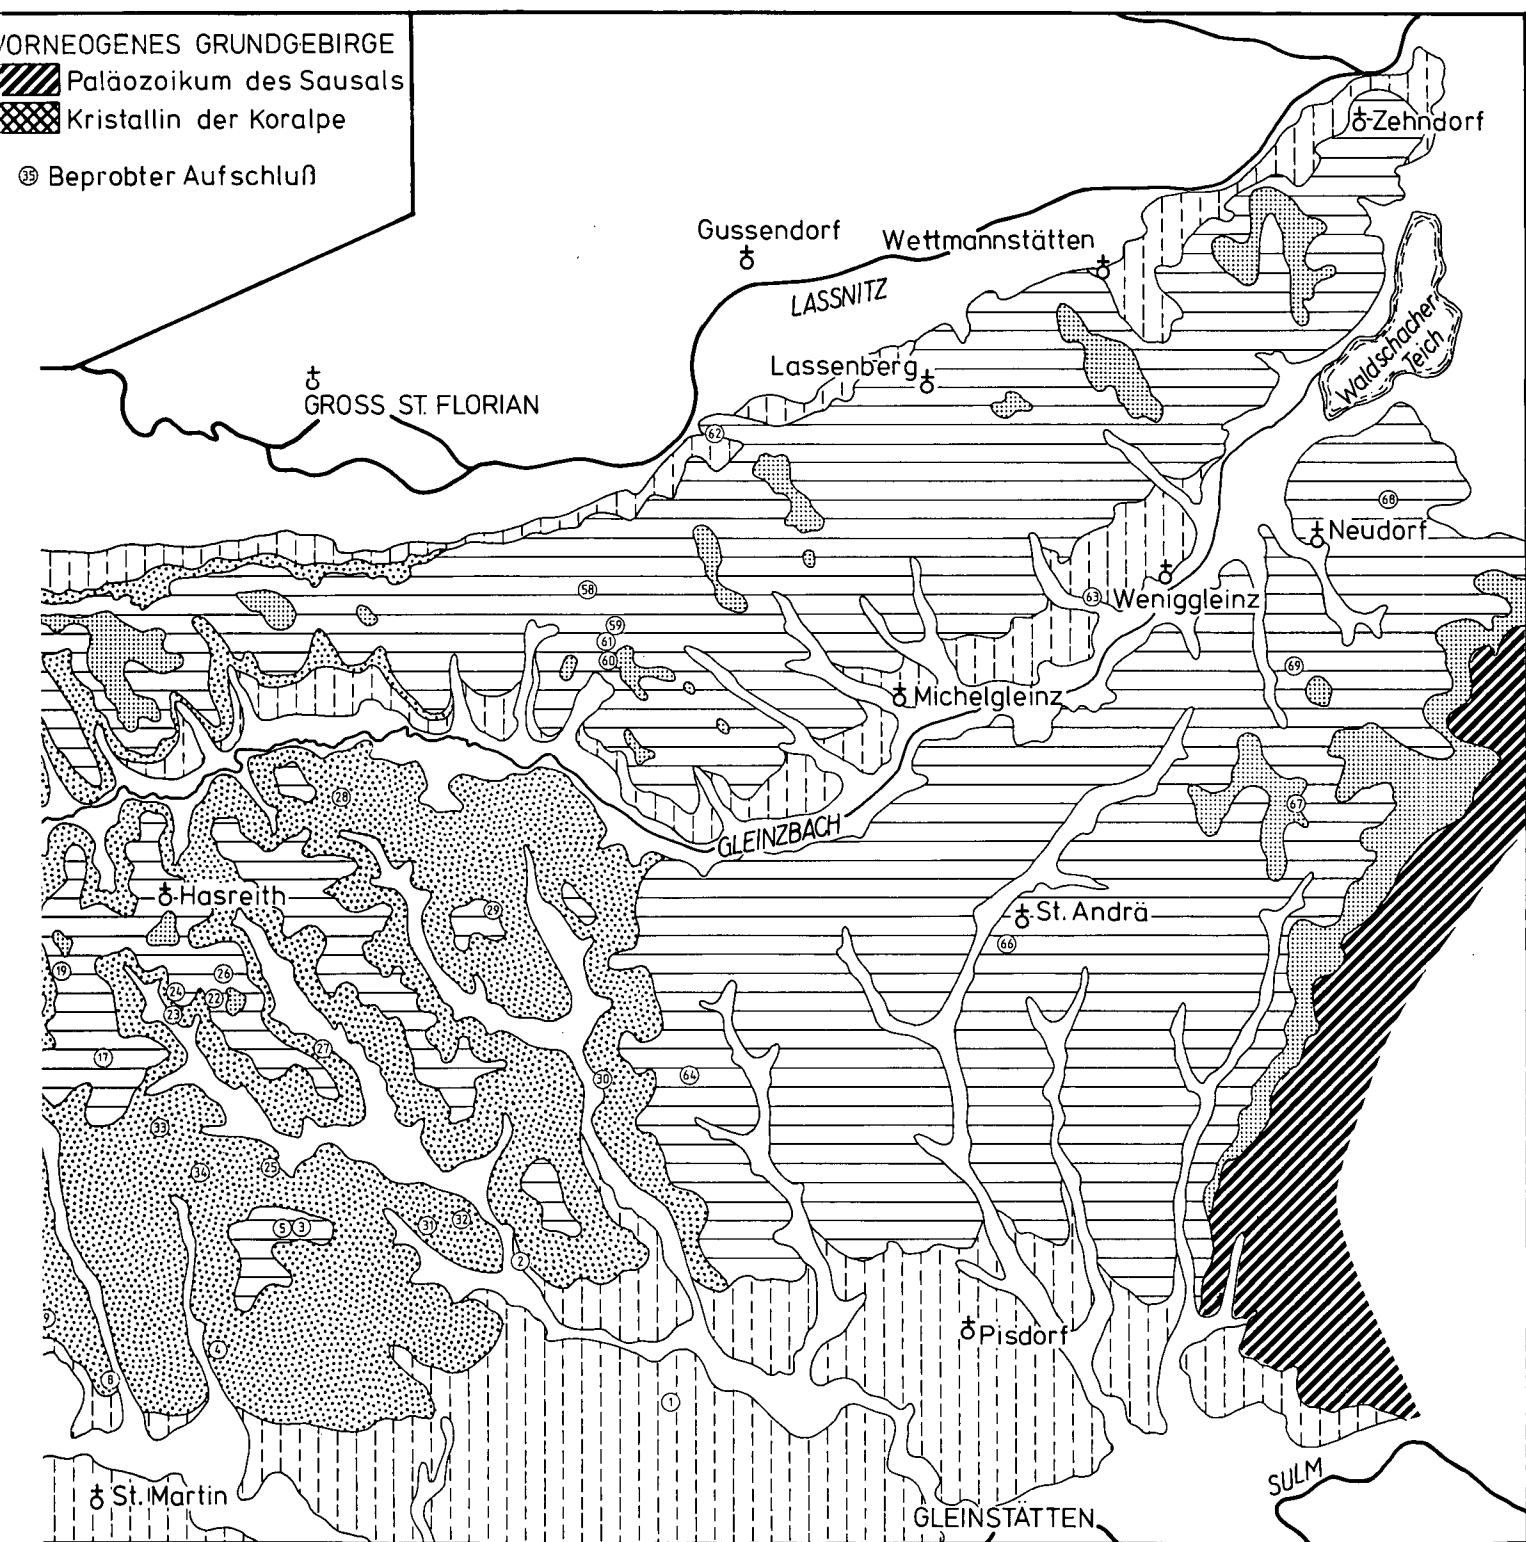 VORNEOGENES GRUNDGEBIRGE
Paläozoikum des Sausals
Kristallin der Koralpe
35 Beprobter Aufschluß
Zehndorf
Gussendorf
Wettmannstätten
LASSNITZ
Waldschacher
Teich
Lassenberg
GROSS ST. FLORIAN
62
68
Neudorf
58
63
Weniggleinz
59
61
60
69
Michelgleinz
28
67
GLEINZBACH
Hasreith
29
St. Andrä
66
19
26
24
22
23
17
27
30
64
33
34
25
5
3
31
32
2
9
4
Pisdorf
8
1
St. Martin
SULM
GLEINSTÄTTEN